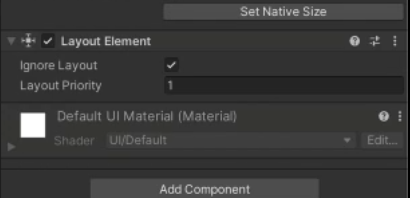 Set Native Size
Layout Element
Ignore Layout
Layout Priority 1
Default UI Material (Material)
Shader UI/Default Edit...
Add Component